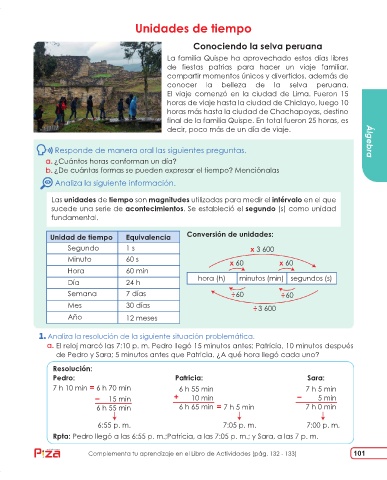 Unidades de tiempo
Conociendo la selva peruana
La familia Quispe ha aprovechado estos días libres
de fiestas patrias para hacer un viaje familiar,
compartir momentos únicos y divertidos, además de
conocer la belleza de la selva peruana.
El viaje comenzó en la ciudad de Lima. Fueron 15
horas de viaje hasta la ciudad de Chiclayo, luego 10
horas más hasta la ciudad de Chachapoyas, destino
final de la familia Quispe. En total fueron 25 horas, es
decir, poco más de un día de viaje.
Álgebra
Responde de manera oral las siguientes preguntas.
a. ¿Cuántas horas conforman un día?
b. ¿De cuántas formas se pueden expresar el tiempo? Menciónalas
Analiza la siguiente información.
Las unidades de tiempo son magnitudes utilizadas para medir el intérvalo en el que
sucede una serie de acontecimientos. Se estableció el segundo (s) como unidad
fundamental.
Unidad de tiempo Equivalencia
Segundo 1 s
Minuto 60 s
Hora 60 min
Día 24 h
Semana 7 días
Mes 30 días
Año 12 meses
Conversión de unidades:
x 3 600
x 60 x 60
hora (h) minutos (min) segundos (s)
÷60 ÷60
÷3 600
1. Analiza la resolución de la siguiente situación problemática.
a. El reloj marcó las 7:10 p. m. Pedro llegó 15 minutos antes; Patricia, 10 minutos después
de Pedro y Sara; 5 minutos antes que Patricia. ¿A qué hora llegó cada uno?
Resolución:
Pedro: Patricia: Sara:
7 h 10 min = 6 h 70 min 6 h 55 min 7 h 5 min
− 15 min + 10 min − 5 min
6 h 55 min 6 h 65 min = 7 h 5 min 7 h 0 min
6:55 p. m. 7:05 p. m. 7:00 p. m.
Rpta: Pedro llegó a las 6:55 p. m.;Patricia, a las 7:05 p. m.; y Sara, a las 7 p. m.
Complementa tu aprendizaje en el Libro de Actividades (pág. 132 - 133) 101